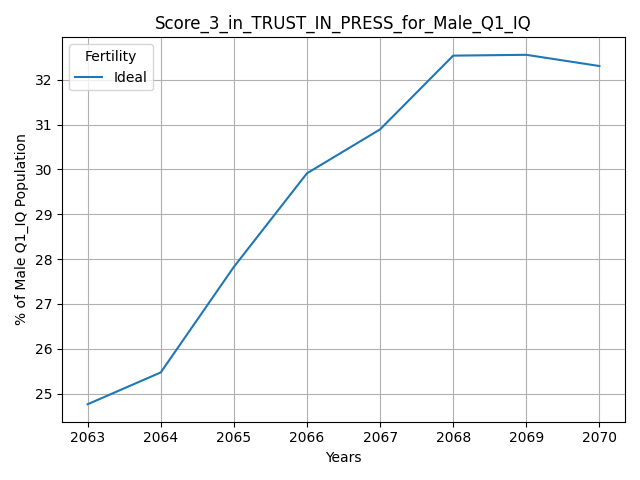 Score_3_in_TRUST_IN_PRESS_for_Male_Q1_IQ
Fertility
Ideal
% of Male Q1_IQ Population
32
31
30
29
28
27
26
25
2063 2064 2065 2066 2067 2068 2069 2070
Years